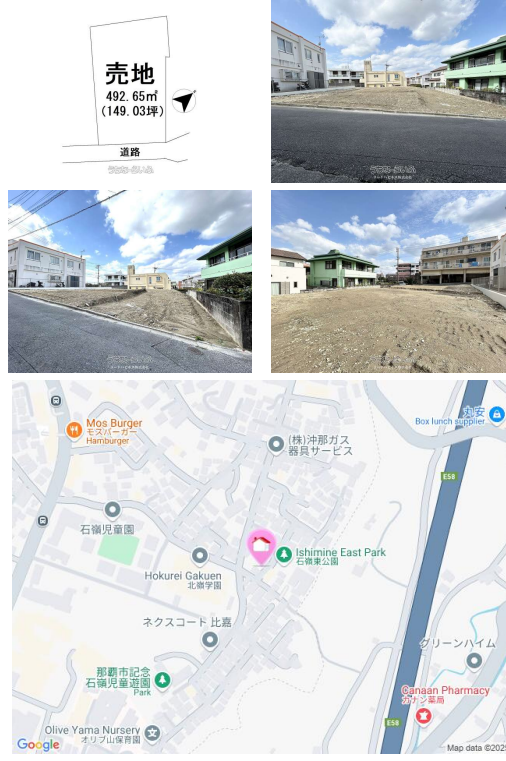 売地
492.65㎡
(149.03坪)
道路
Mos Burger
モスバーガー
Hamburger
(株)沖那ガス
器具サービス
丸安
Box lunch supplier
E58
石嶺児童園
Ishimine East Park
石嶺東公園
Hokurei Gakuen
北嶺学園
ネクスコート 比嘉
グリーンハイム
那覇市記念
石嶺児童遊園
Park
Canaan Pharmacy
カナン薬局
E58
Olive Yama Nursery
オリブ山保育園
Google
Map data ©2025